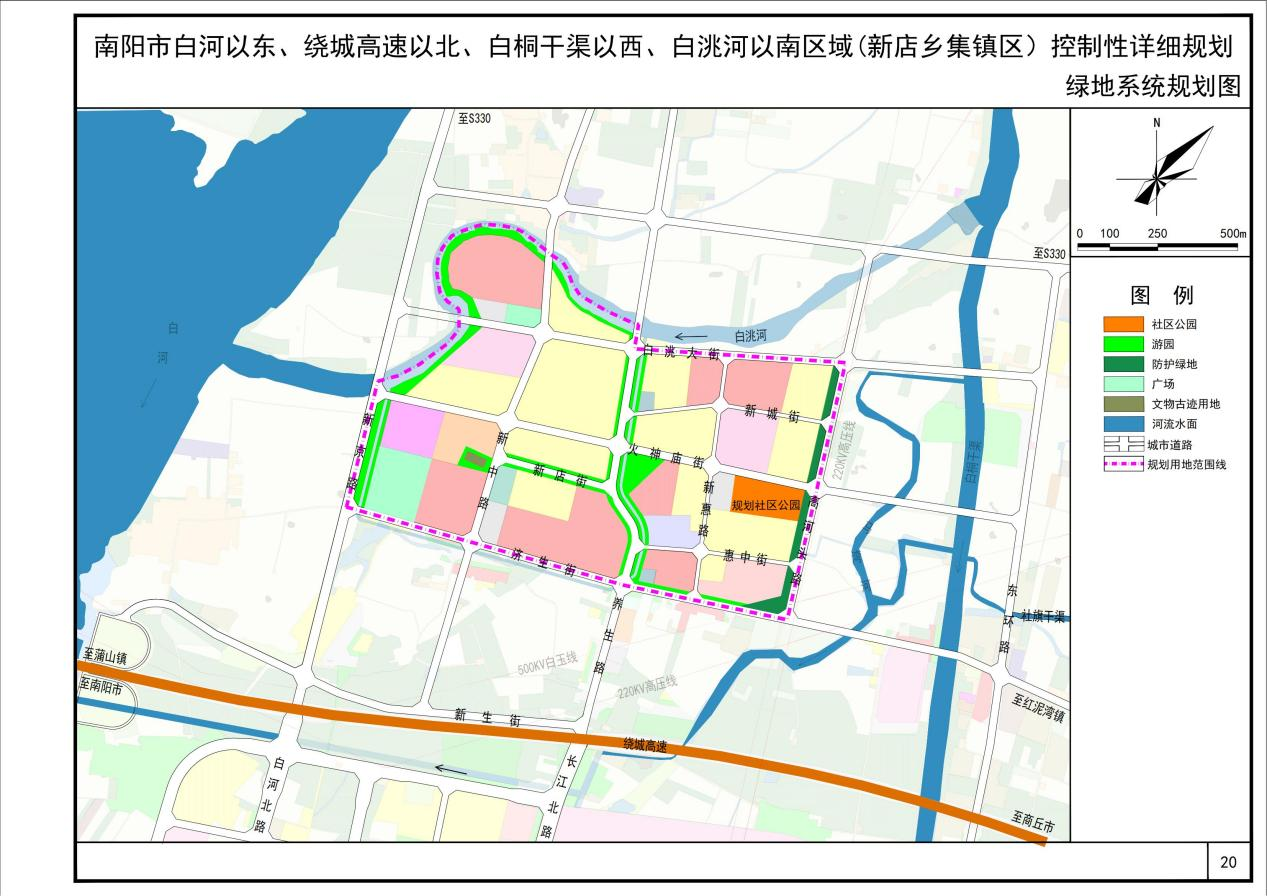 南阳市白河以东、绕城高速以北、白桐干渠以西、白洮河以南区域(新店乡集镇区）控制性详细规划
绿地系统规划图
至S330
N
0 100 250 500m
至S330
图 例
社区公园
游园
防护绿地
广场
文物古迹用地
河流水面
城市道路
规划用地范围线
白河
白洮河
白洮大街
新城街
220KV高压线
白桐干渠
新京路
新中路
新店街
火神庙街
新惠路
规划社区公园
惠中街
济生街
养生路
东环路
社旗干渠
至蒲山镇
至南阳市
500KV白玉线
220KV高压线
至红泥湾镇
新生街
绕城高速
长江北路
白河北路
至商丘市
20